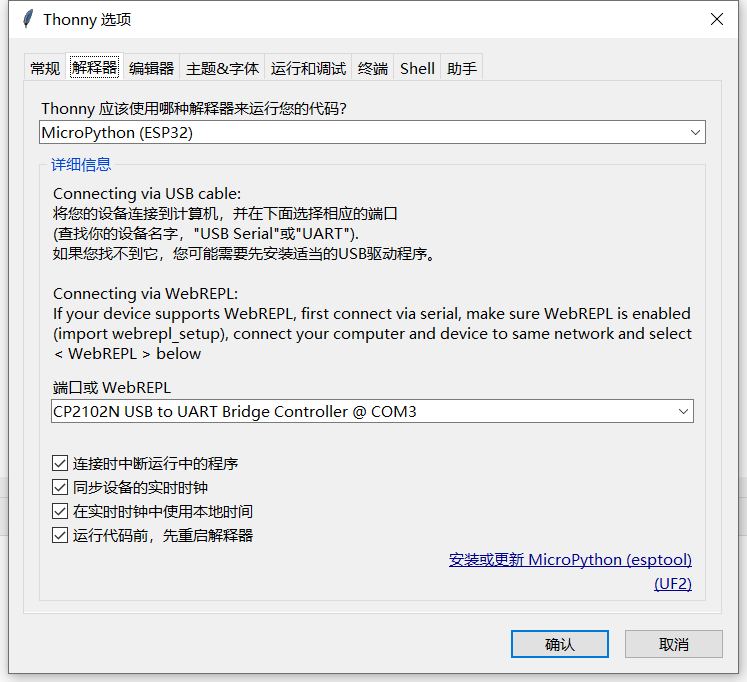 Thonny 选项
常规 解释器 编辑器 主题&字体 运行和调试 终端 Shell 助手
Thonny 应该使用哪种解释器来运行您的代码?
MicroPython (ESP32)
详细信息
Connecting via USB cable:
将您的设备连接到计算机，并在下面选择相应的端口
(查找你的设备名字，"USB Serial"或"UART").
如果您找不到它，您可能需要先安装适当的USB驱动程序。
Connecting via WebREPL:
If your device supports WebREPL, first connect via serial, make sure WebREPL is enabled
(import webrepl_setup), connect your computer and device to same network and select
< WebREPL > below
端口或 WebREPL
CP2102N USB to UART Bridge Controller @ COM3
连接时中断运行中的程序
同步设备的实时时钟
在实时时钟中使用本地时间
运行代码前，先重启解释器
安装或更新 MicroPython (esptool)
(UF2)
确认 取消